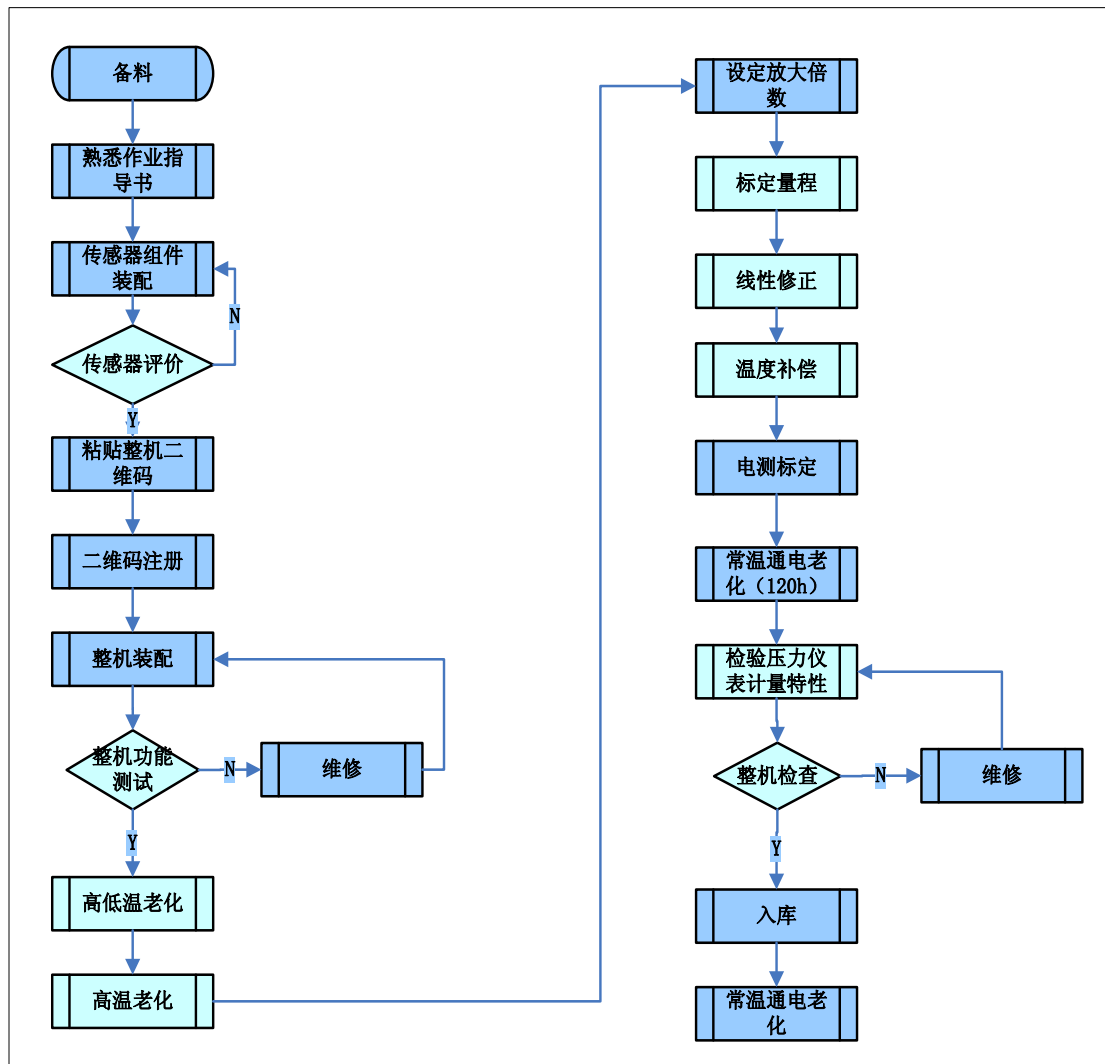 备料
熟悉作业指
导书
传感器组件
装配
N
传感器评价
Y
粘贴整机二
维码
二维码注册
整机装配
整机功能
测试
N
维修
Y
高低温老化
高温老化
设定放大倍
数
标定量程
线性修正
温度补偿
电测标定
常温通电老
化（120h）
检验压力仪
表计量特性
整机检查
N
维修
Y
入库
常温通电老
化